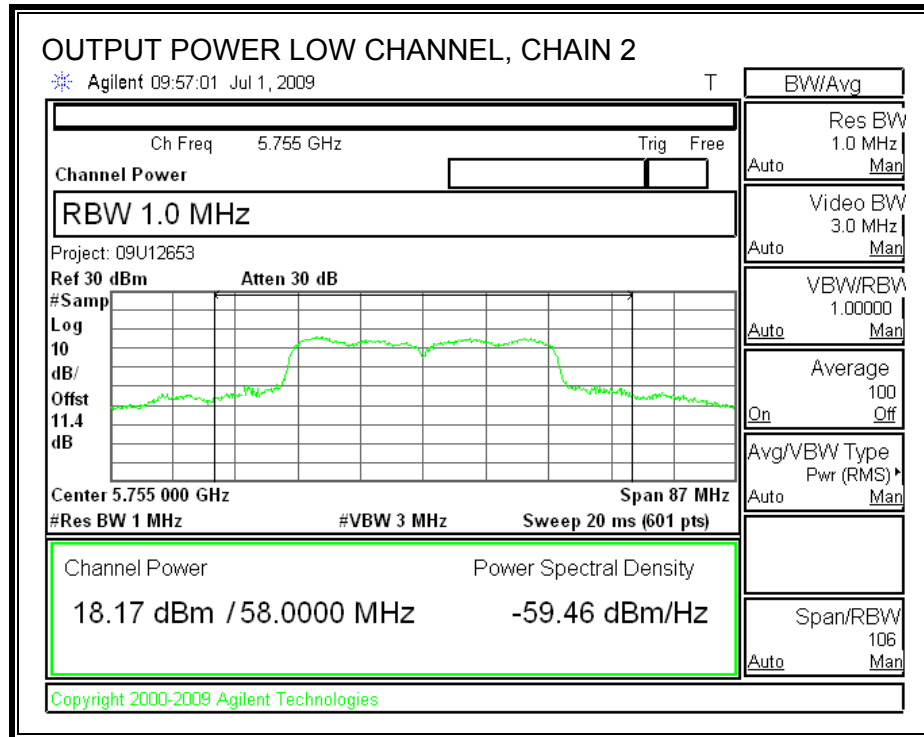 OUTPUT POWER LOW CHANNEL, CHAIN 2
Agilent 09:57:01 Jul 1, 2009 T
Ch Freq 5.755 GHz Trig Free
Channel Power
RBW 1.0 MHz
Project: 09U12653
Ref 30 dBm Atten 30 dB
#Samp
Log
10
dB/
Offst
11.4
dB
Center 5.755 000 GHz Span 87 MHz
#Res BW 1 MHz #VBW 3 MHz Sweep 20 ms (601 pts)
Channel Power Power Spectral Density
18.17 dBm / 58.0000 MHz -59.46 dBm/Hz
Copyright 2000-2009 Agilent Technologies
BW/Avg
Res BW
1.0 MHz
Auto Man
Video BW
3.0 MHz
Auto Man
VBW/RBW
1.00000
Auto Man
Average
100
On Off
Avg/VBW Type
Pwr (RMS)
Auto Man
Span/RBW
106
Auto Man